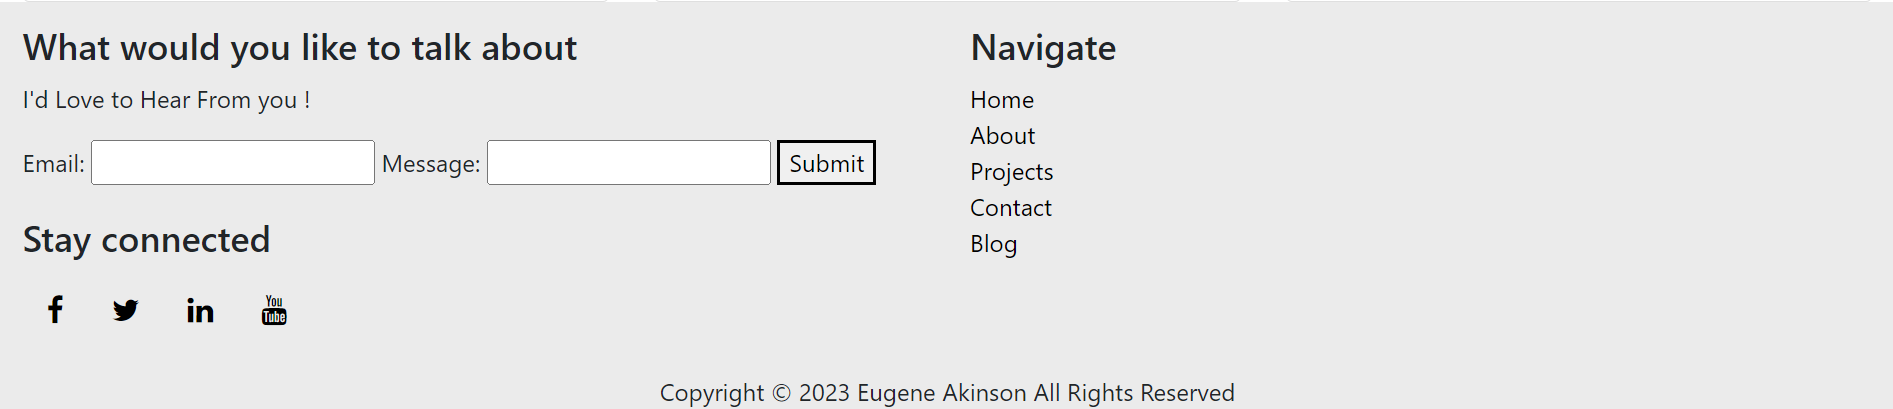 What would you like to talk about
I'd Love to Hear From you !
Email:
Message:
Submit
Stay connected
You
Tube
Navigate
Home
About
Projects
Contact
Blog
Copyright © 2023 Eugene Akinson All Rights Reserved